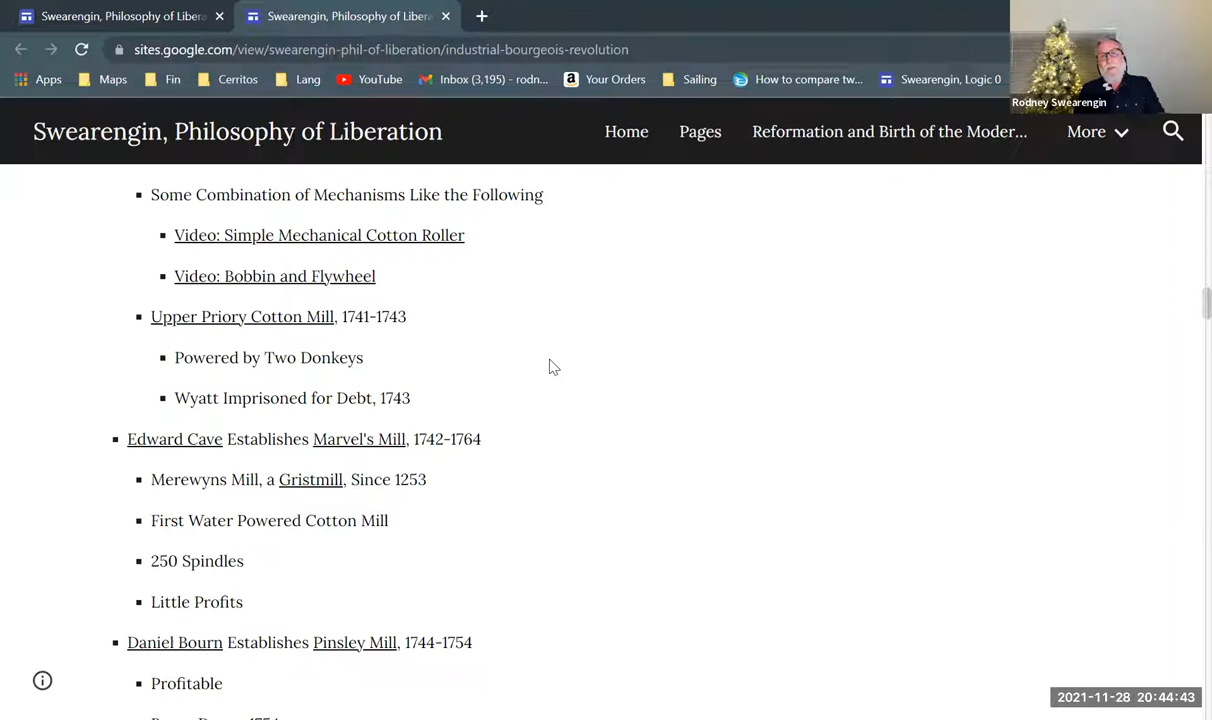 Swearengin, Philosophy of Libera
Swearengin, Philosophy of Libera
sites.google.com/view/swearengin-phil-of-liberation/industrial-bourgeois-revolution
Apps Maps Fin Cerritos Lang YouTube Inbox (3,195) - rodn... Your Orders Sailing How to compare tw... Swearengin, Logic 0
Rodney Swearengin
Swearengin, Philosophy of Liberation
Home Pages Reformation and Birth of the Moder... More
Some Combination of Mechanisms Like the Following
Video: Simple Mechanical Cotton Roller
Video: Bobbin and Flywheel
Upper Priory Cotton Mill, 1741-1743
Powered by Two Donkeys
Wyatt Imprisoned for Debt, 1743
Edward Cave Establishes Marvel's Mill, 1742-1764
Merewyns Mill, a Gristmill, Since 1253
First Water Powered Cotton Mill
250 Spindles
Little Profits
Daniel Bourn Establishes Pinsley Mill, 1744-1754
Profitable
2021-11-28 20:44:43